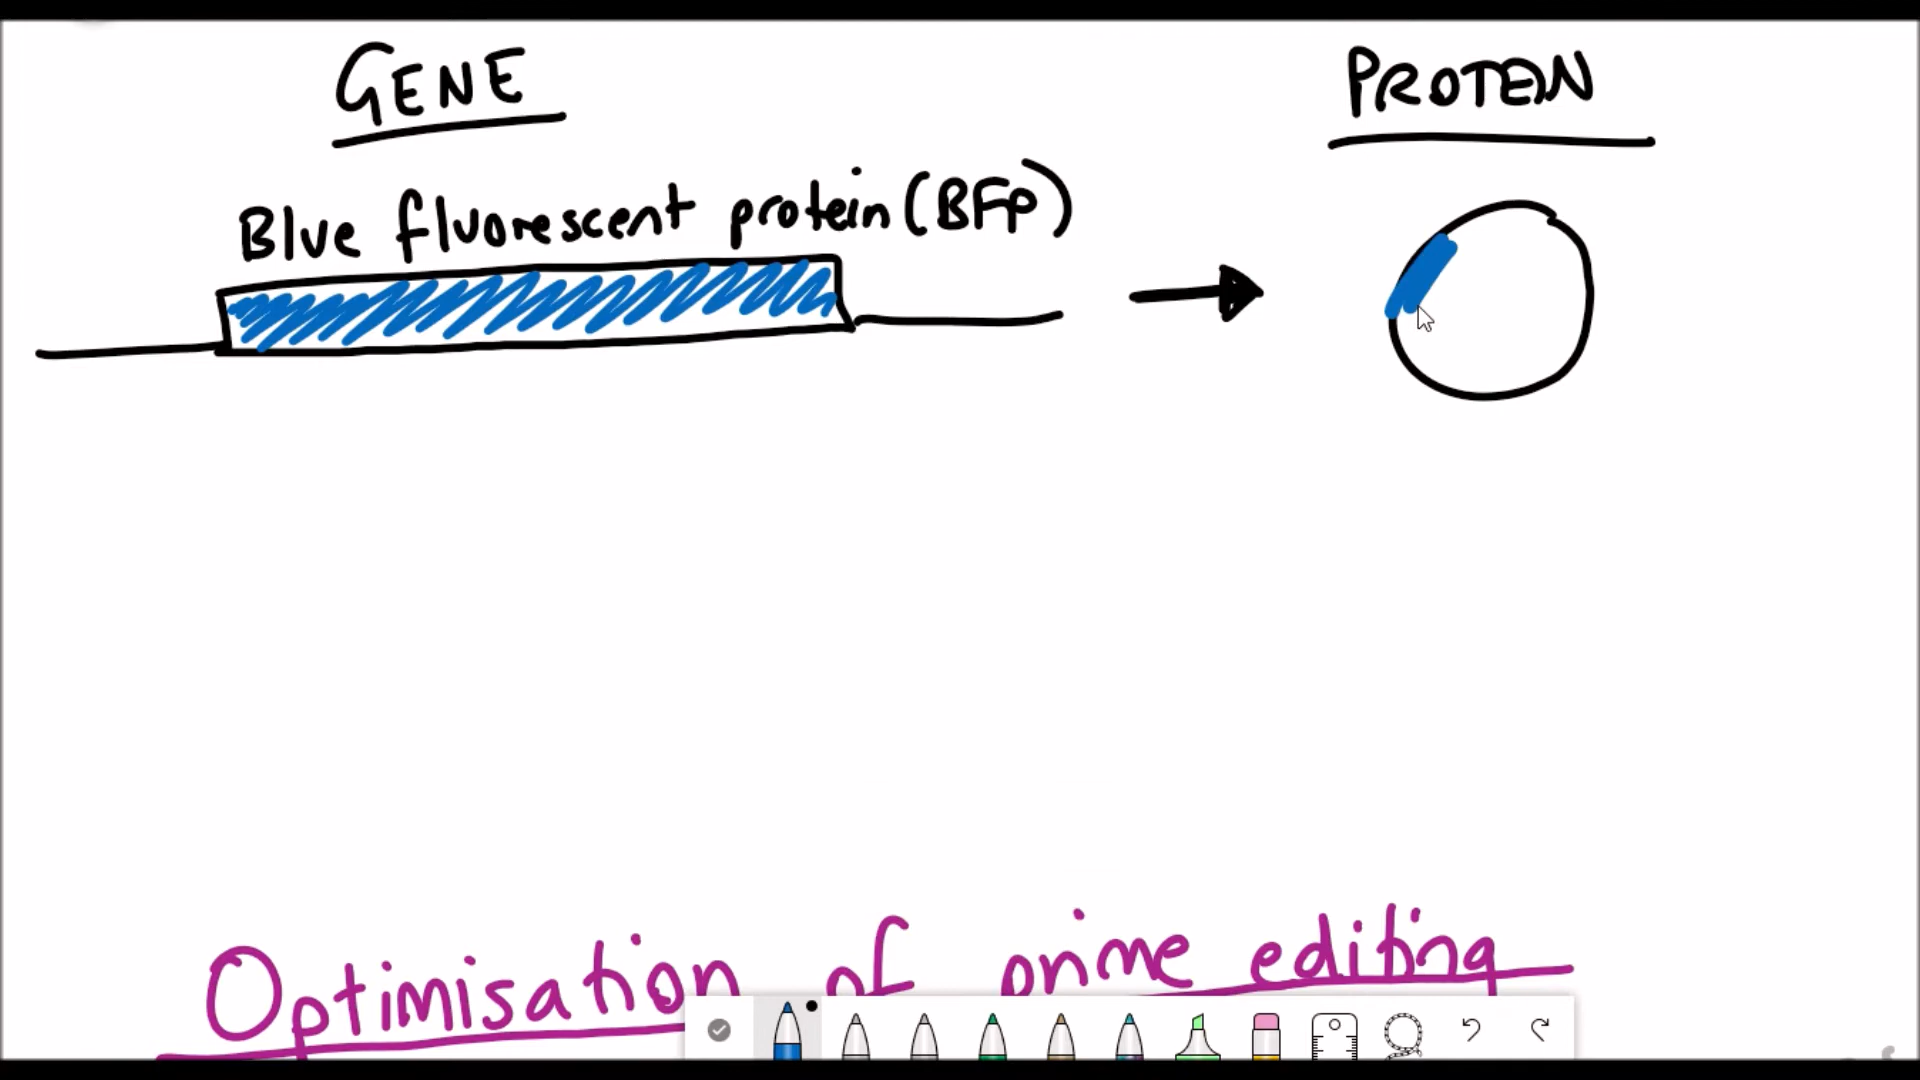 GENE
PROTEIN
Blue fluorescent protein (BFP)
Optimisation of prime editing